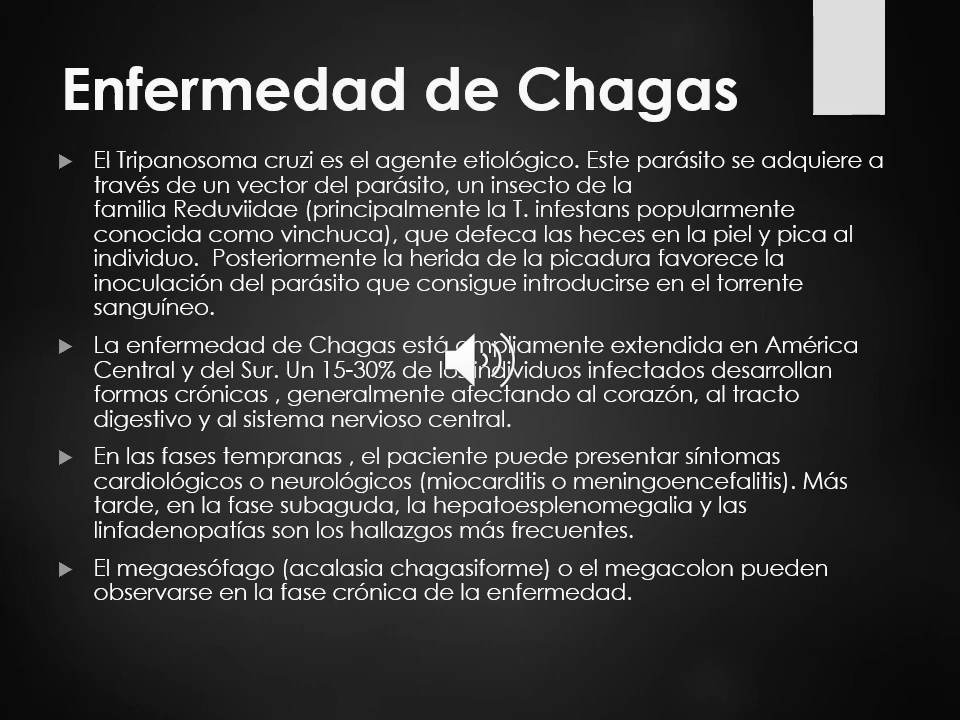 Enfermedad de Chagas
El Tripanosoma cruzi es el agente etiológico. Este parásito se adquiere a
través de un vector del parásito, un insecto de la
familia Reduviidae (principalmente la T. infestans popularmente
conocida como vinchuca), que defeca las heces en la piel y pica al
individuo. Posteriormente la herida de la picadura favorece la
inoculación del parásito que consigue introducirse en el torrente
sanguíneo.
La enfermedad de Chagas está ampliamente extendida en América
Central y del Sur. Un 15-30% de los individuos infectados desarrollan
formas crónicas , generalmente afectando al corazón, al tracto
digestivo y al sistema nervioso central.
En las fases tempranas , el paciente puede presentar síntomas
cardiológicos o neurológicos (miocarditis o meningoencefalitis). Más
tarde, en la fase subaguda, la hepatoesplenomegalia y las
linfadenopatías son los hallazgos más frecuentes.
El megaesófago (acalasia chagasiforme) o el megacolon pueden
observarse en la fase crónica de la enfermedad.